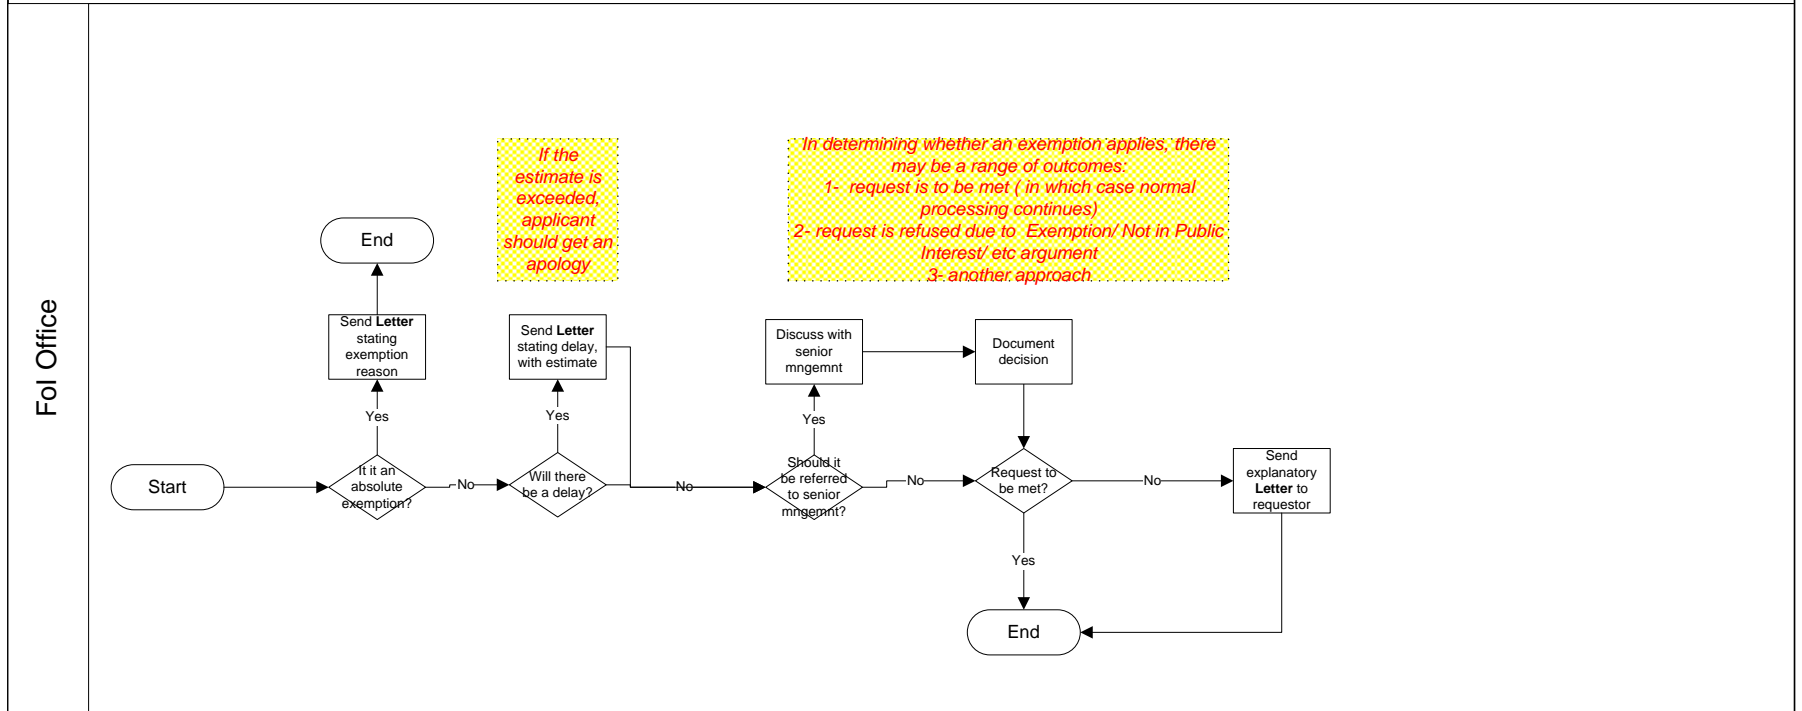 FoI Office
If the
estimate is
exceeded,
applicant
should get an
apology
In determining whether an exemption applies, there
may be a range of outcomes:
1- request is to be met ( in which case normal
processing continues)
2- request is refused due to Exemption/ Not in Public
Interest/ etc argument
3- another approach
End
Send Letter
stating
exemption
reason
Send Letter
stating delay,
with estimate
Discuss with
senior
mngemnt
Document
decision
Yes
Yes
Yes
Start
It it an
absolute
exemption?
No
Will there
be a delay?
No
Should it
be referred
to senior
mngemnt?
No
Request to
be met?
No
Send
explanatory
Letter to
requestor
Yes
End